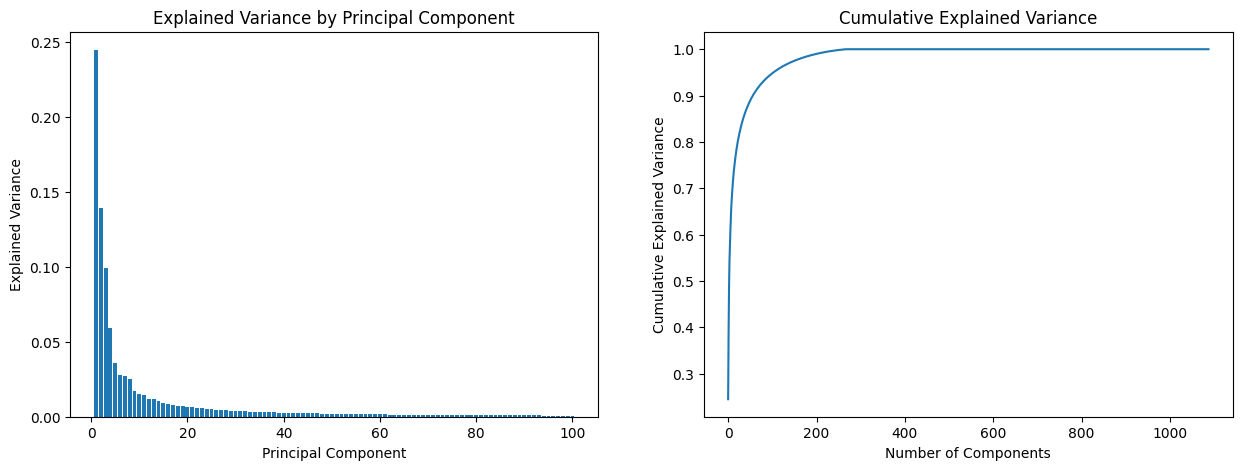 Explained Variance by Principal Component
Explained Variance
0.25
0.20
0.15
0.10
0.05
0.00
0 20 40 60 80 100
Principal Component
Cumulative Explained Variance
Cumulative Explained Variance
1.0
0.9
0.8
0.7
0.6
0.5
0.4
0.3
0 200 400 600 800 1000
Number of Components